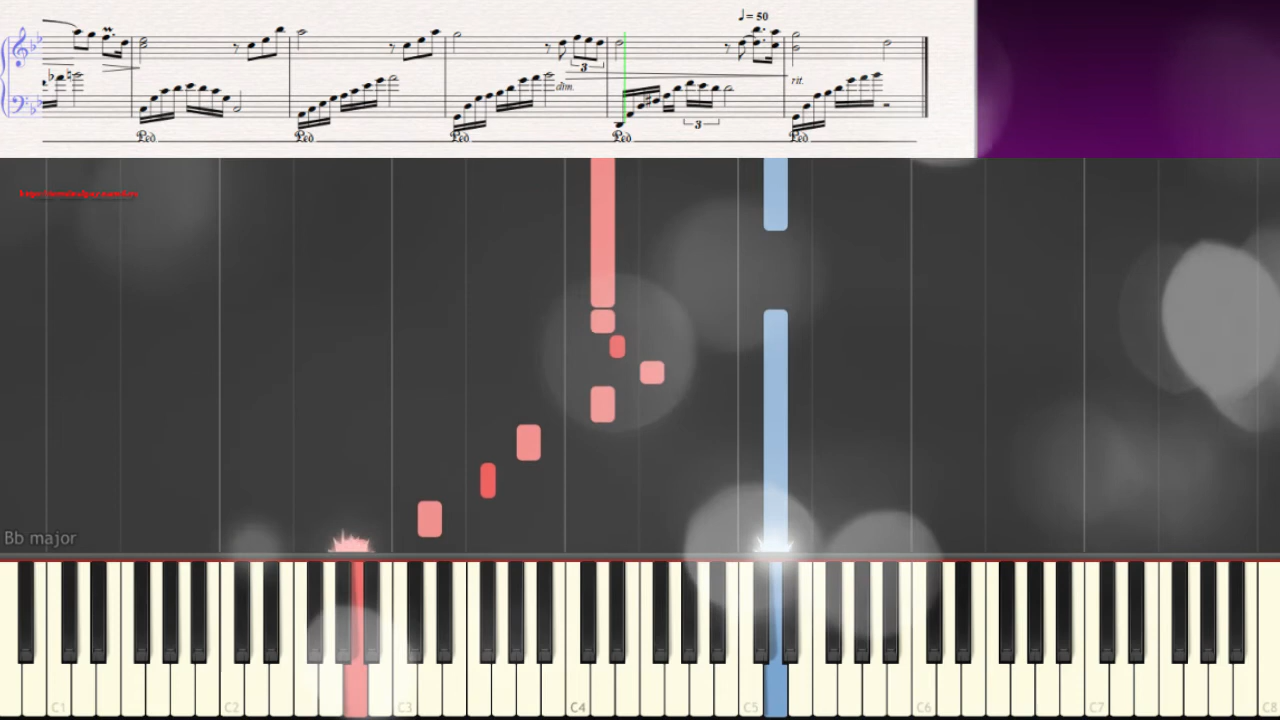 ♩= 50
3
dim.
3
rit.
Ped Ped Ped Ped Ped
Bb major
C1 C2 C3 C4 C5 C6 C7 C8